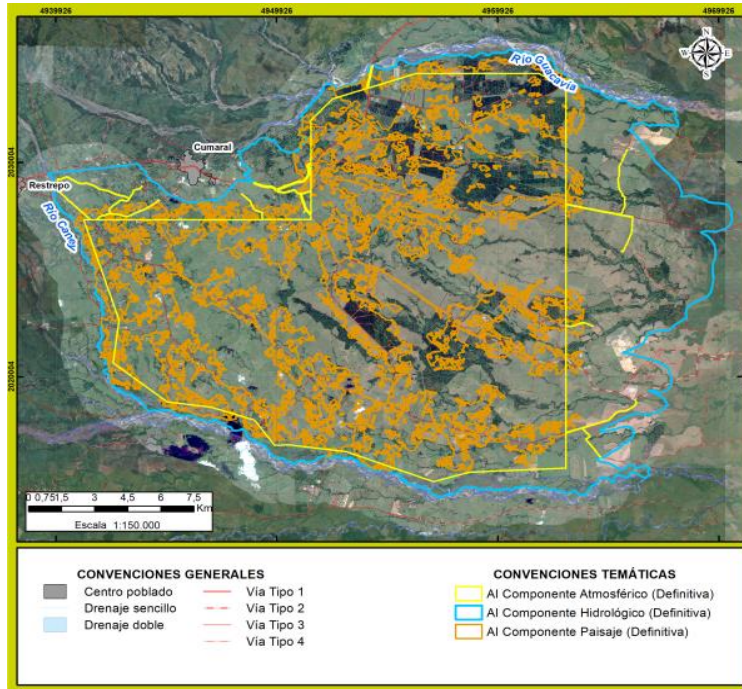 4939926 4949926 4959926 4969926
N
W E
S
Río Guacavía
Cumaral
2030004
Restrepo
Río Caney
2020004
0 0,751,5 3 4,5 6 7,5
Km
Escala 1:150.000
CONVENCIONES GENERALES
Centro poblado
Drenaje sencillo
Drenaje doble
Vía Tipo 1
Vía Tipo 2
Vía Tipo 3
Vía Tipo 4
CONVENCIONES TEMÁTICAS
AI Componente Atmosférico (Definitiva)
AI Componente Hidrológico (Definitiva)
AI Componente Paisaje (Definitiva)